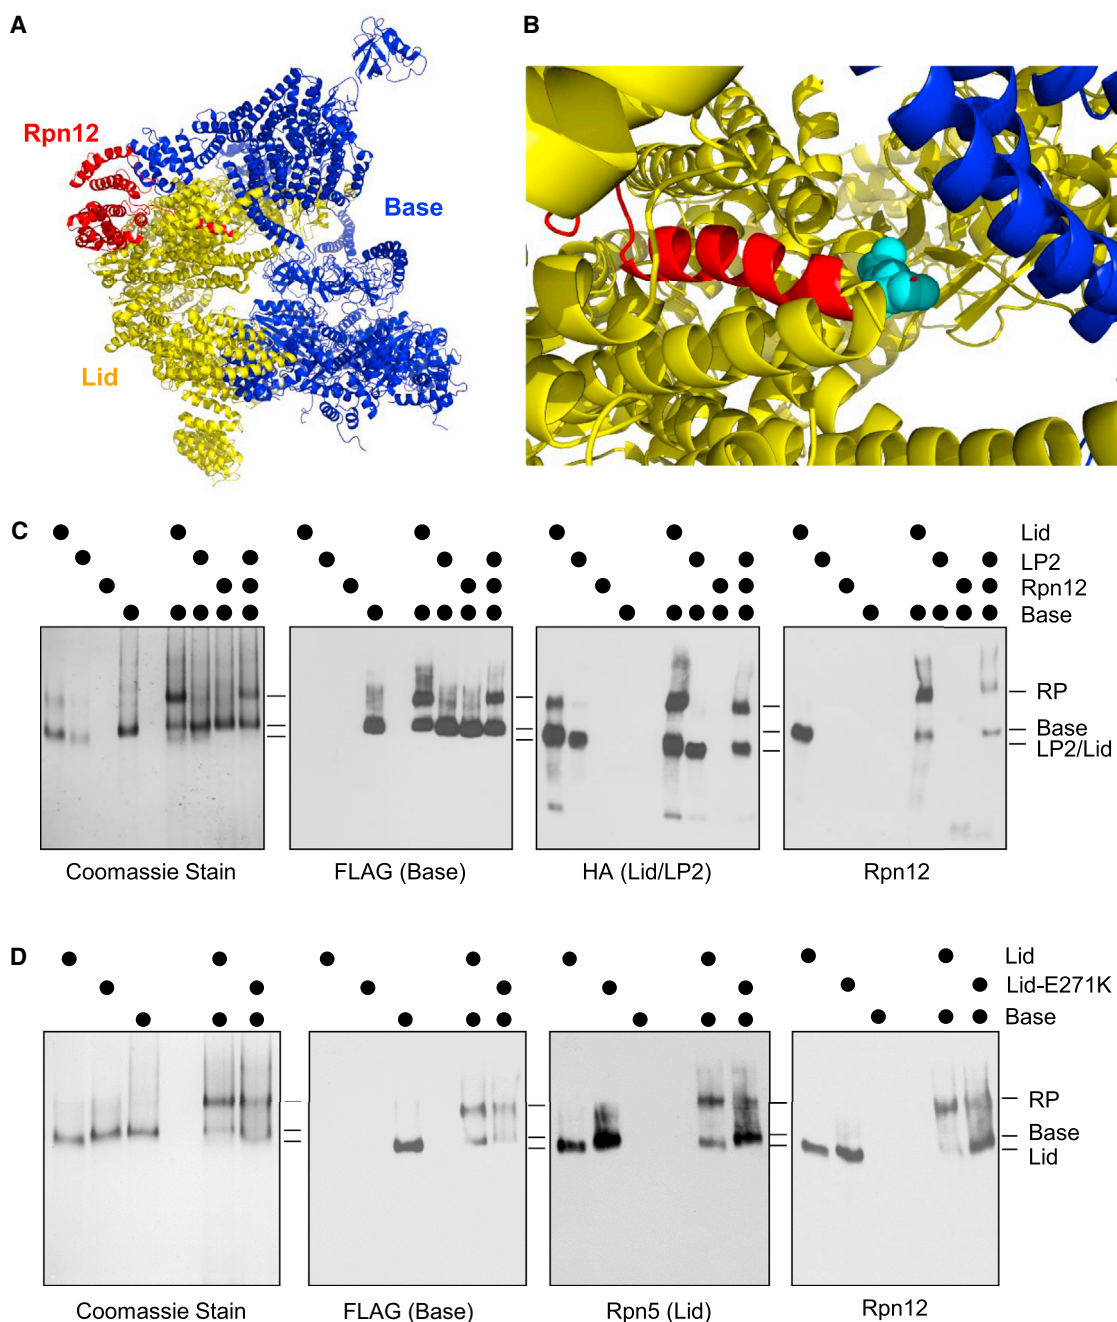 A
B
Rpn12
Base
Lid
C
Lid
LP2
Rpn12
Base
RP
Base
LP2/Lid
Coomassie Stain
FLAG (Base)
HA (Lid/LP2)
Rpn12
D
Lid
Lid-E271K
Base
RP
Base
Lid
Coomassie Stain
FLAG (Base)
Rpn5 (Lid)
Rpn12